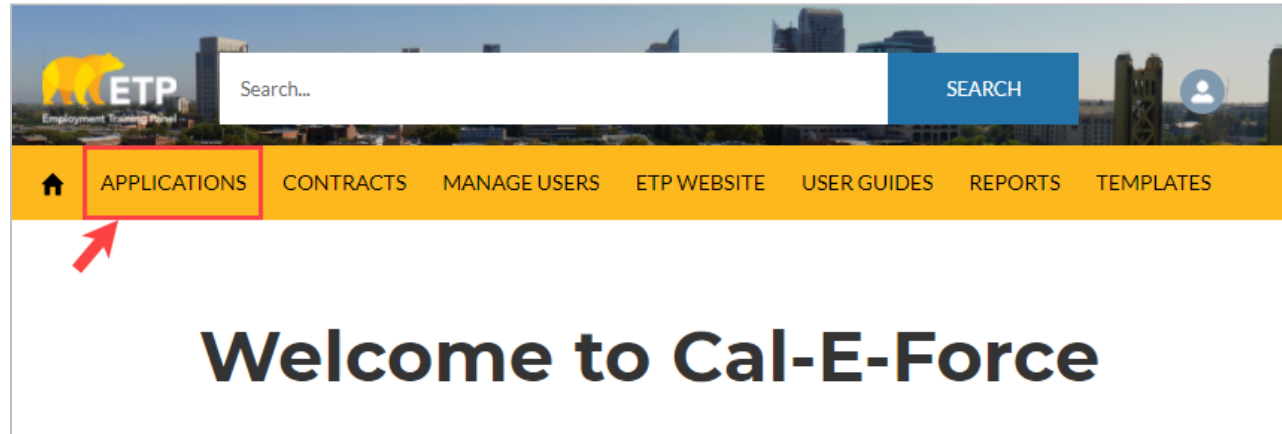 ETP
Employment Training Panel
Search...
SEARCH
APPLICATIONS CONTRACTS MANAGE USERS ETP WEBSITE USER GUIDES REPORTS TEMPLATES
Welcome to Cal-E-Force